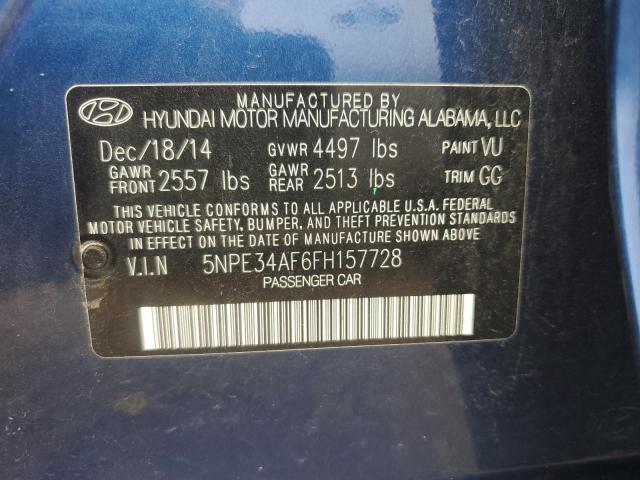 MANUFACTURED BY
HYUNDAI MOTOR MANUFACTURING ALABAMA, LLC
Dec/18/14 GVWR 4497 lbs PAINT VU
GAWR FRONT 2557 lbs GAWR REAR 2513 lbs TRIM GG
THIS VEHICLE CONFORMS TO ALL APPLICABLE U.S.A. FEDERAL
MOTOR VEHICLE SAFETY, BUMPER, AND THEFT PREVENTION STANDARDS
IN EFFECT ON THE DATE OF MANUFACTURE SHOWN ABOVE.
V.I.N 5NPE34AF6FH157728
PASSENGER CAR